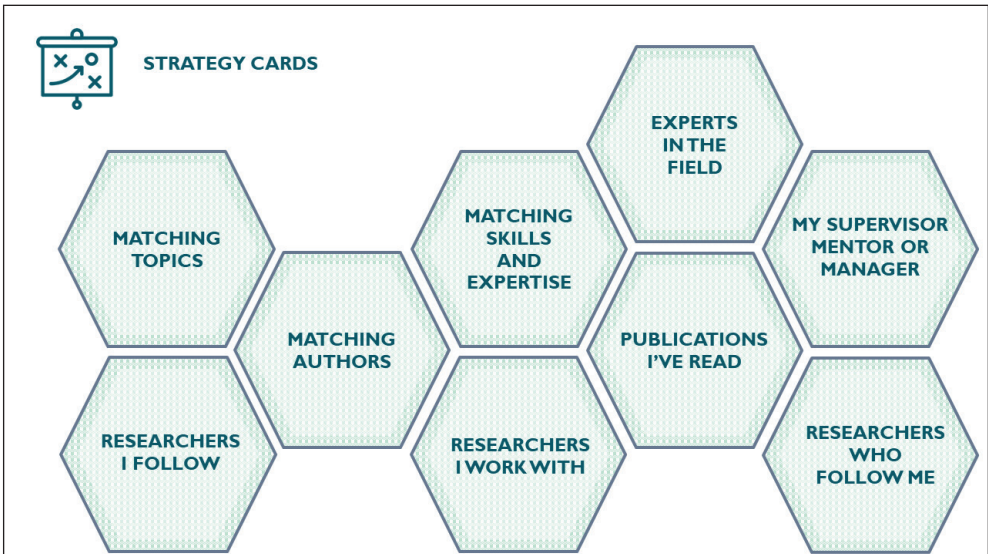 STRATEGY CARDS
EXPERTS
IN THE
FIELD
MATCHING
TOPICS
MATCHING
SKILLS
AND
EXPERTISE
MY SUPERVISOR
MENTOR OR
MANAGER
MATCHING
AUTHORS
PUBLICATIONS
I'VE READ
RESEARCHERS
I FOLLOW
RESEARCHERS
I WORK WITH
RESEARCHERS
WHO
FOLLOW ME